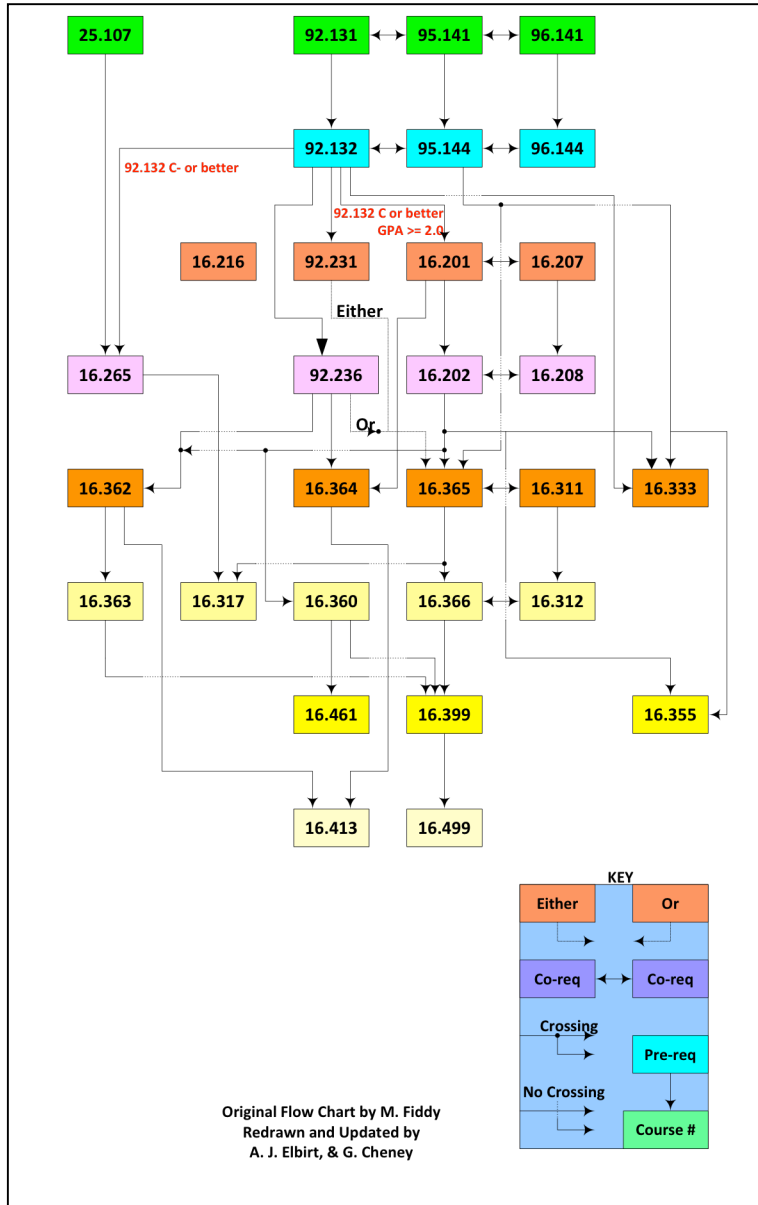 25.107
92.131
95.141
96.141
92.132
95.144
96.144
92.132 C- or better
92.132 C or better
GPA >= 2.0
16.216
92.231
16.201
16.207
Either
16.265
92.236
16.202
16.208
Or
16.362
16.364
16.365
16.311
16.333
16.363
16.317
16.360
16.366
16.312
16.461
16.399
16.355
16.413
16.499
KEY
Either
Or
Co-req
Co-req
Crossing
Pre-req
No Crossing
Course #
Original Flow Chart by M. Fiddy
Redrawn and Updated by
A. J. Elbirt, & G. Cheney